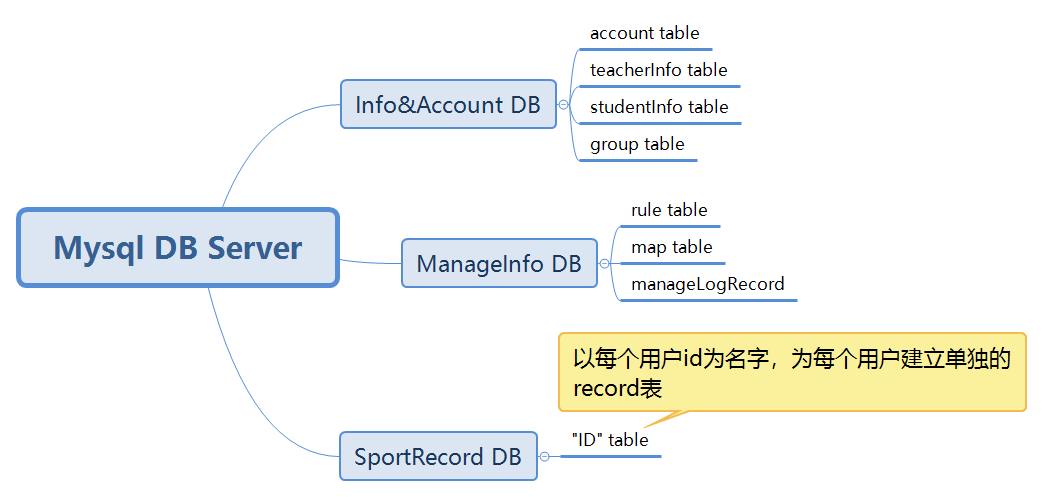 Mysql DB Server
Info&Account DB
account table
teacherInfo table
studentInfo table
group table
ManageInfo DB
rule table
map table
manageLogRecord
SportRecord DB
以每个用户id为名字，为每个用户建立单独的
record表
"ID" table